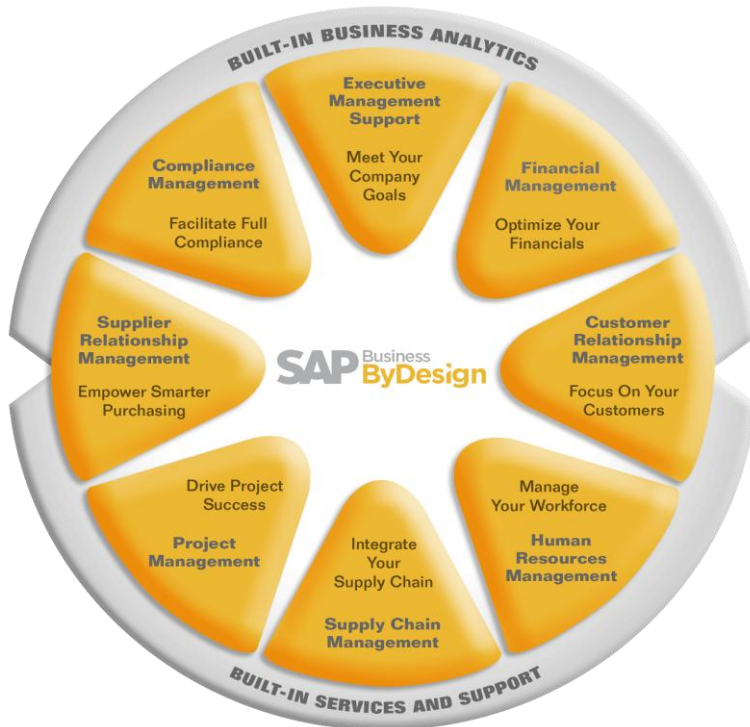 BUILT-IN BUSINESS ANALYTICS
Executive
Management
Support
Meet Your
Company
Goals
Financial
Management
Optimize Your
Financials
Customer
Relationship
Management
Focus On Your
Customers
Manage
Your Workforce
Human
Resources
Management
Integrate
Your
Supply Chain
Supply Chain
Management
Drive Project
Success
Project
Management
Supplier
Relationship
Management
Empower Smarter
Purchasing
Compliance
Management
Facilitate Full
Compliance
SAP Business
ByDesign
BUILT-IN SERVICES AND SUPPORT